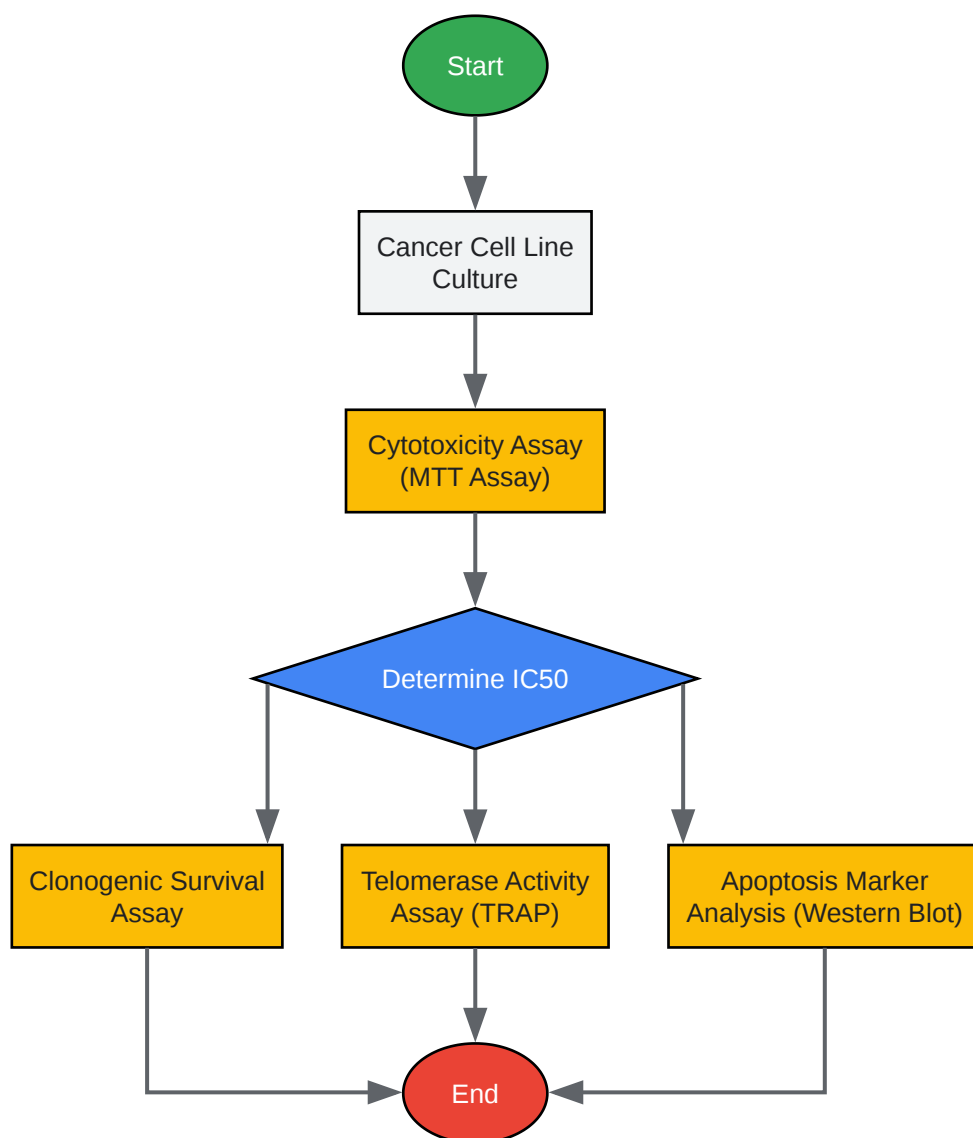 Start
Cancer Cell Line
Culture
Cytotoxicity Assay
(MTT Assay)
Determine IC50
Clonogenic Survival
Assay
Telomerase Activity
Assay (TRAP)
Apoptosis Marker
Analysis (Western Blot)
End